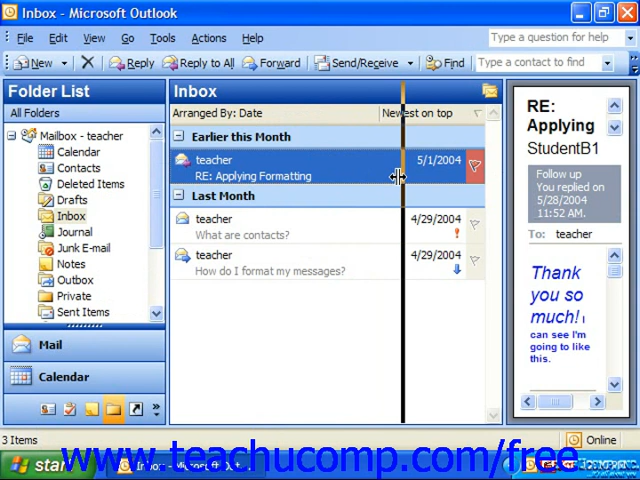 Inbox - Microsoft Outlook
File Edit View Go Tools Actions Help
Type a question for help
New Reply Reply to All Forward Send/Receive Find Type a contact to find
Folder List
All Folders
Mailbox - teacher
Calendar
Contacts
Deleted Items
Drafts
Inbox
Journal
Junk E-mail
Notes
Outbox
Private
Sent Items
Mail
Calendar
Inbox
Arranged By: Date Newest on top
Earlier this Month
teacher 5/1/2004
RE: Applying Formatting
Last Month
teacher 4/29/2004
What are contacts?
teacher 4/29/2004
How do I format my messages?
RE:
Applying
StudentB1
Follow up
You replied on
5/28/2004
11:52 AM.
To: teacher
Thank
you so
much! I
can see I'm
going to like
this.
3 Items
Online
start
Inbox - Microsoft Out...
www.teachucomp.com/free